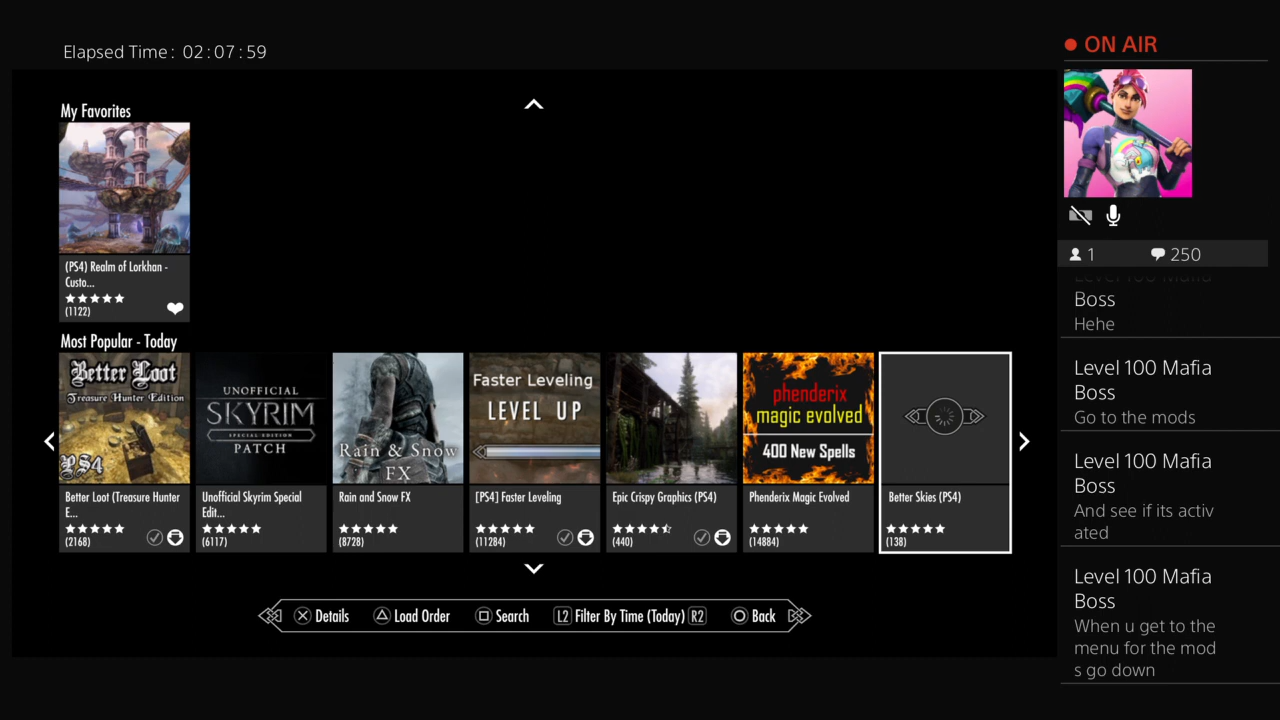 Elapsed Time: 02:07:59
ON AIR
My Favorites
(PS4) Realm of Lorkhan -
Custo...
(1122)
1
250
Level 100 Mafia
Boss
Hehe
Level 100 Mafia
Boss
Go to the mods
Level 100 Mafia
Boss
And see if its activ
ated
Level 100 Mafia
Boss
When u get to the
menu for the mod
s go down
Most Popular - Today
Better Loot
Treasure Hunter Edition
PS4
Better Loot (Treasure Hunter
E...
(2168)
UNOFFICIAL
SKYRIM
SPECIAL EDITION
PATCH
Unofficial Skyrim Special
Edit...
(6117)
Rain & Snow
FX
Rain and Snow FX
(8728)
Faster Leveling
LEVEL UP
[PS4] Faster Leveling
(11284)
Epic Crispy Graphics (PS4)
(440)
phenderix
magic evolved
400 New Spells
Phenderix Magic Evolved
(14884)
Better Skies (PS4)
(138)
Details
Load Order
Search
L2 Filter By Time (Today) R2
Back